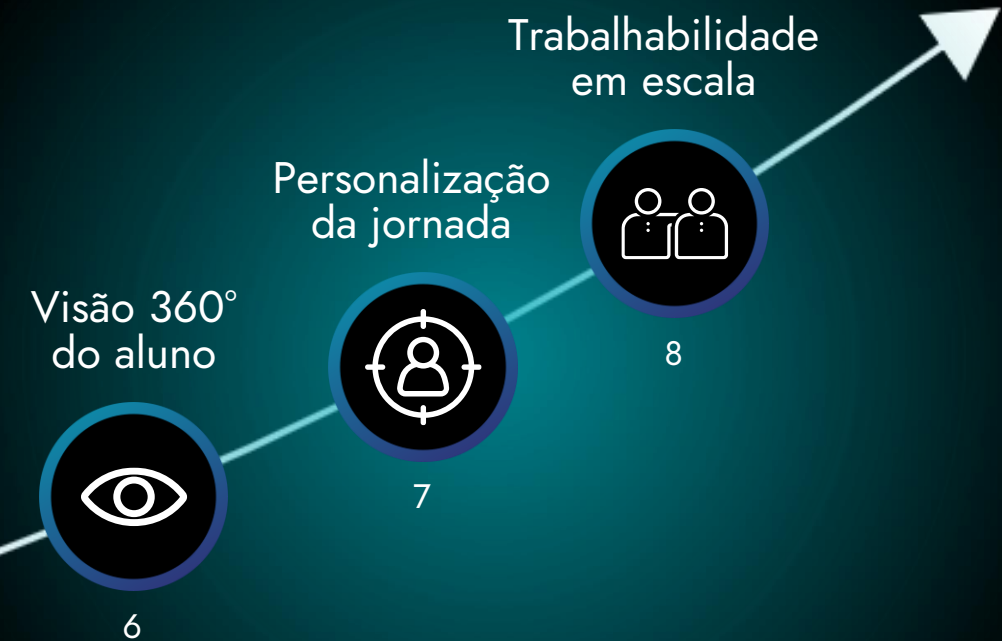 Trabalhabilidade
em escala
8
Personalização
da jornada
7
Visão 360°
do aluno
6